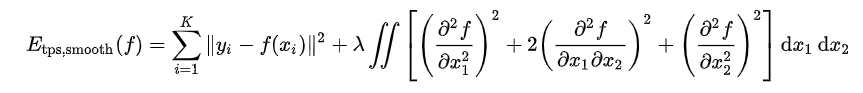 $$E_{\text{tps,smooth}}(f) = \sum_{i=1}^{K} \|y_i - f(x_i)\|^2 + \lambda \iint \left[ \left( \frac{\partial^2 f}{\partial x_1^2} \right)^2 + 2 \left( \frac{\partial^2 f}{\partial x_1 \partial x_2} \right)^2 + \left( \frac{\partial^2 f}{\partial x_2^2} \right)^2 \right] \mathrm{d}x_1 \, \mathrm{d}x_2$$